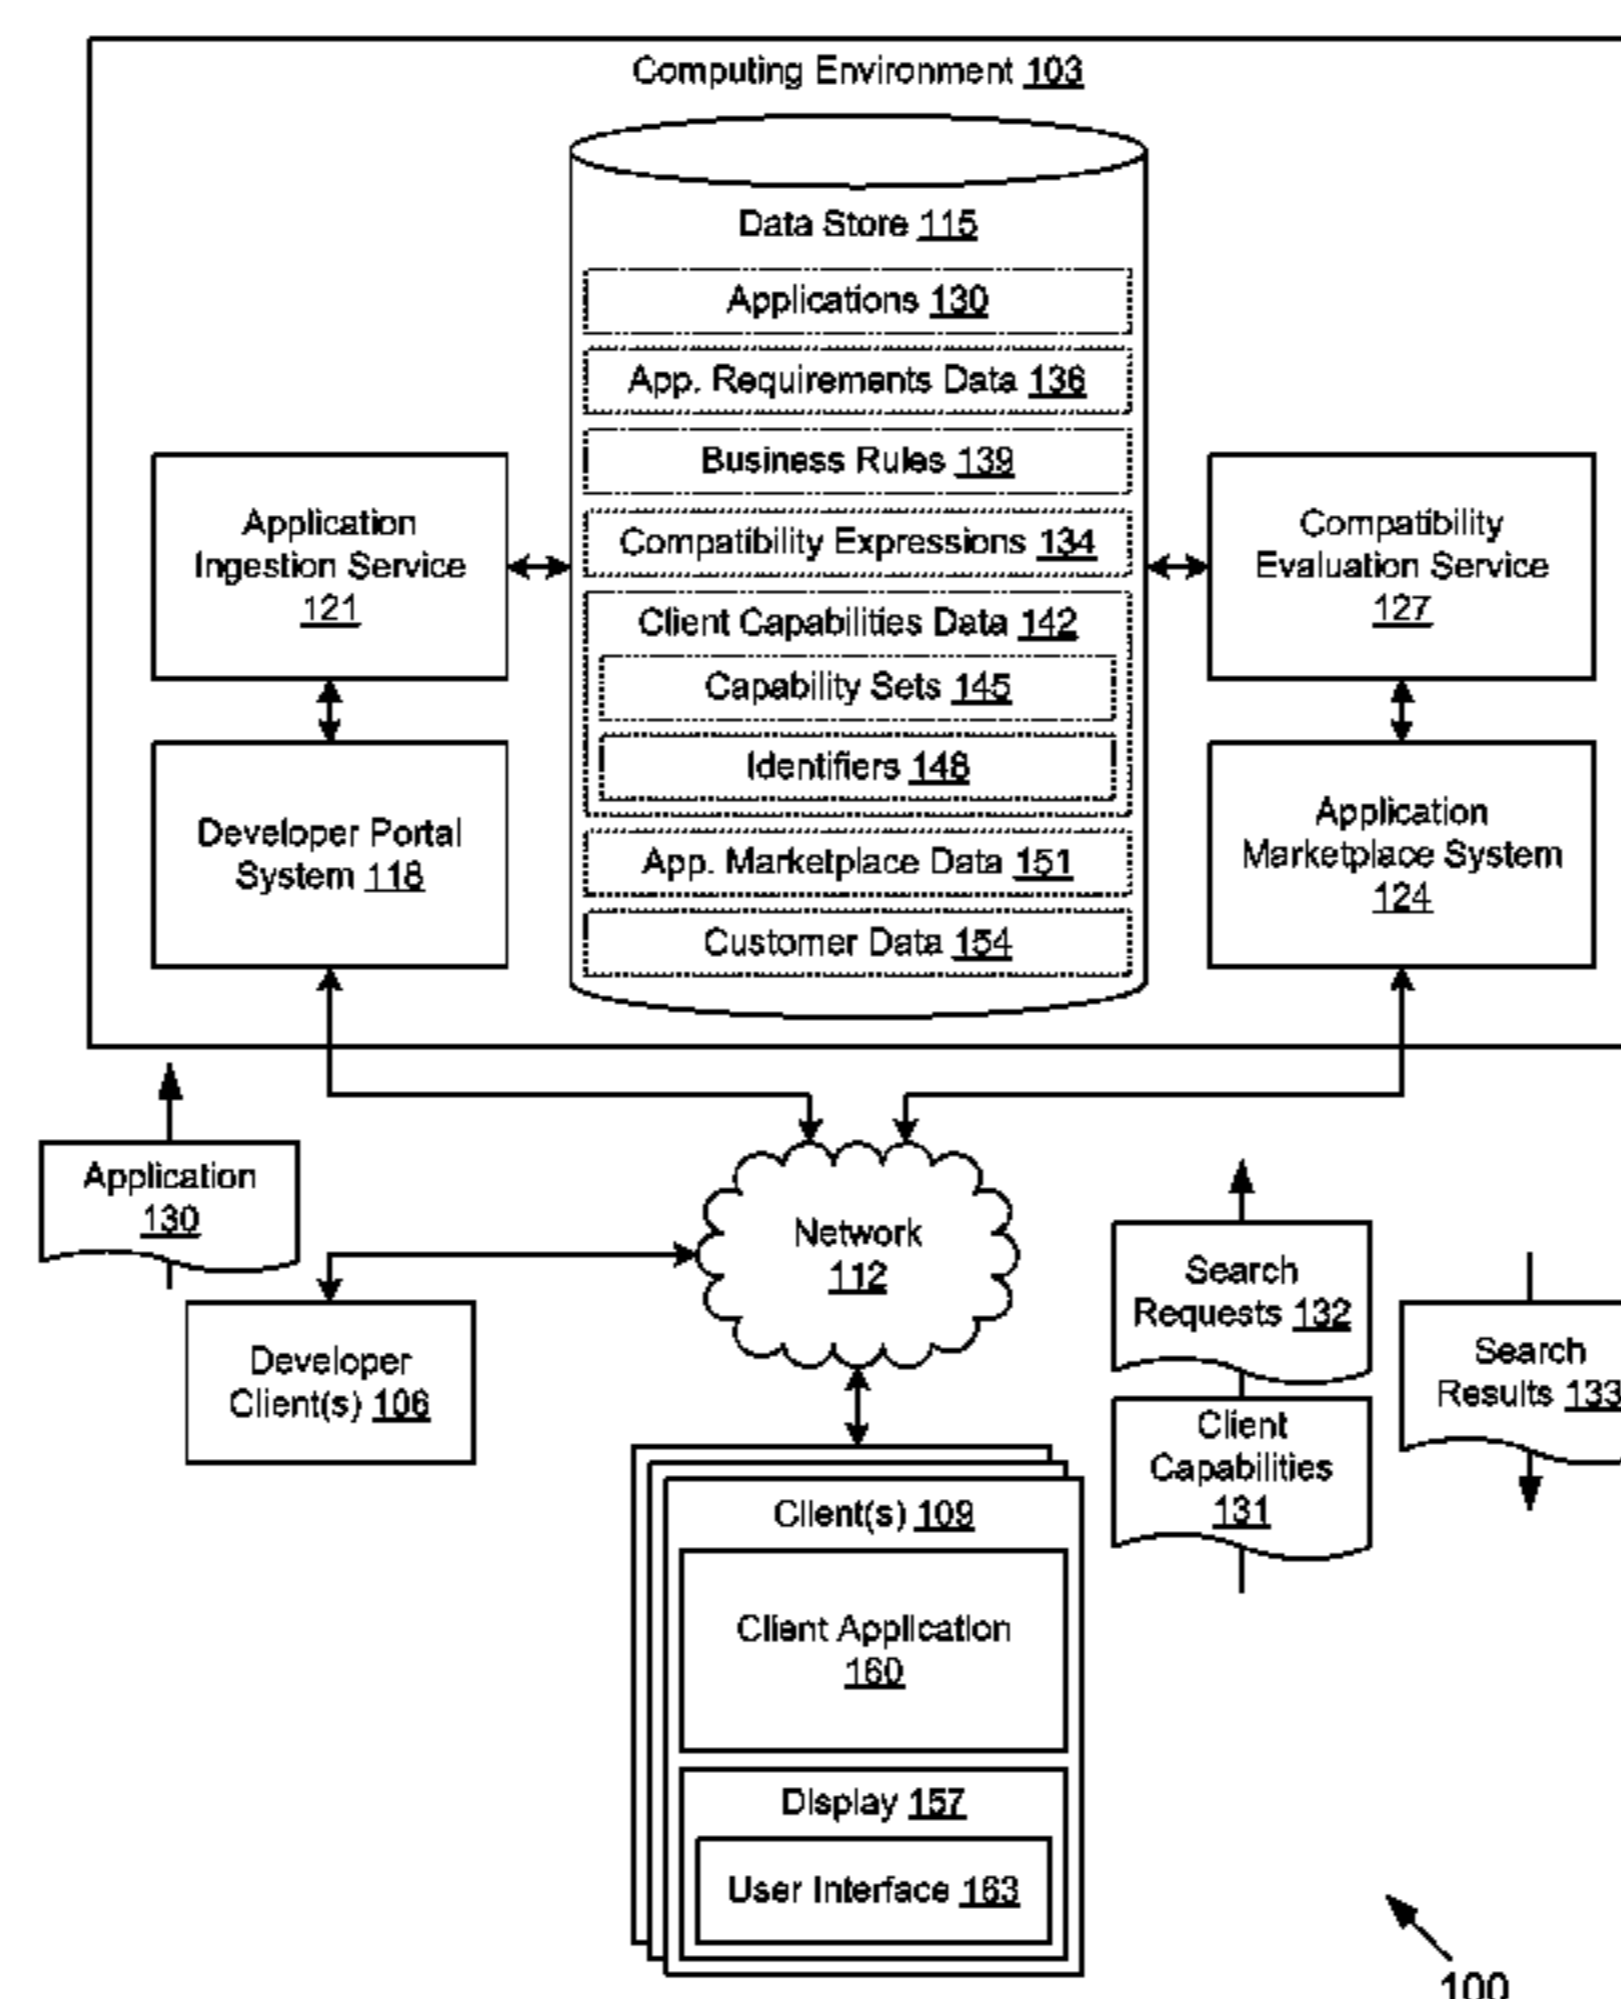 Computing Environment 103
Data Store 115
Applications 130
App. Requirements Data 136
Business Rules 139
Compatibility Expressions 134
Client Capabilities Data 142
Capability Sets 145
Identifiers 148
App. Marketplace Data 151
Customer Data 154
Application
Ingestion Service
121
Developer Portal
System 118
Compatibility
Evaluation Service
127
Application
Marketplace System
124
Application
130
Network
112
Developer
Client(s) 106
Search
Requests 132
Client
Capabilities
131
Search
Results 133
Client(s) 109
Client Application
160
Display 157
User Interface 163
100